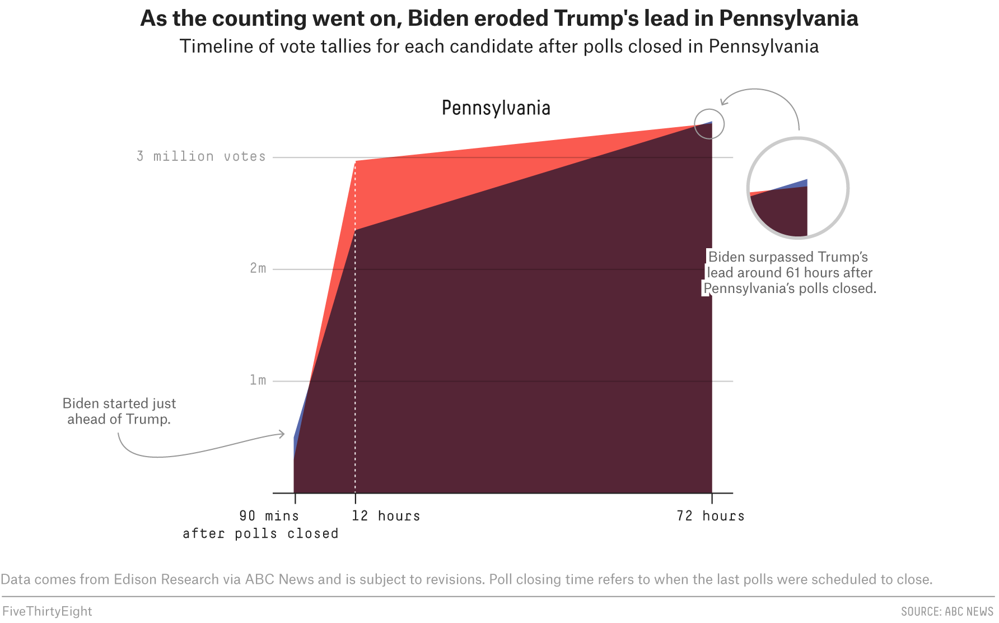 As the counting went on, Biden eroded Trump's lead in Pennsylvania
Timeline of vote tallies for each candidate after polls closed in Pennsylvania
Pennsylvania
3 million votes
2m
1m
Biden surpassed Trump’s
lead around 61 hours after
Pennsylvania’s polls closed.
Biden started just
ahead of Trump.
90 mins
after polls closed
12 hours
72 hours
Data comes from Edison Research via ABC News and is subject to revisions. Poll closing time refers to when the last polls were scheduled to close.
FiveThirtyEight
SOURCE: ABC NEWS